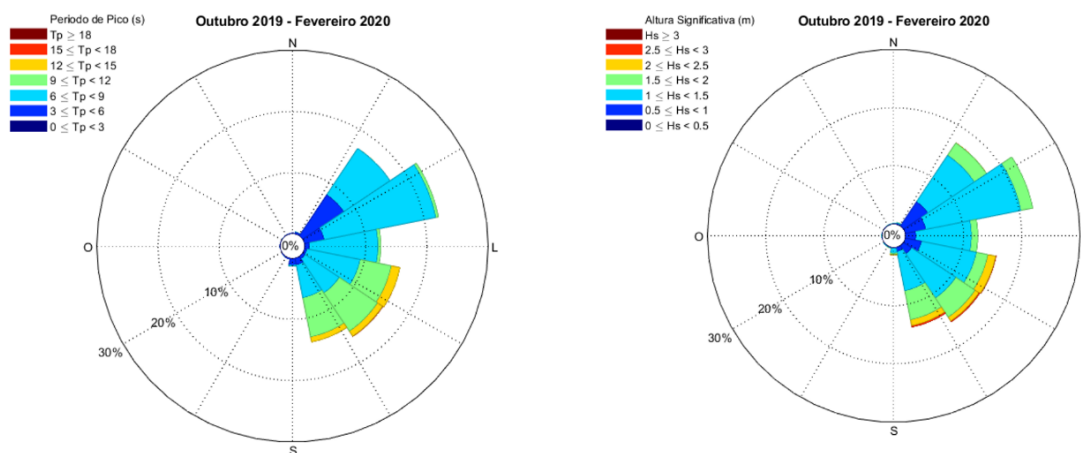 Periodo de Pico (s)
Outubro 2019 - Fevereiro 2020
Tp ≥ 18
15 ≤ Tp < 18
12 ≤ Tp < 15
9 ≤ Tp < 12
6 ≤ Tp < 9
3 ≤ Tp < 6
0 ≤ Tp < 3
N
O
0%
L
10%
20%
30%
S
Altura Significativa (m)
Outubro 2019 - Fevereiro 2020
Hs ≥ 3
2.5 ≤ Hs < 3
2 ≤ Hs < 2.5
1.5 ≤ Hs < 2
1 ≤ Hs < 1.5
0.5 ≤ Hs < 1
0 ≤ Hs < 0.5
N
O
0%
10%
20%
30%
S